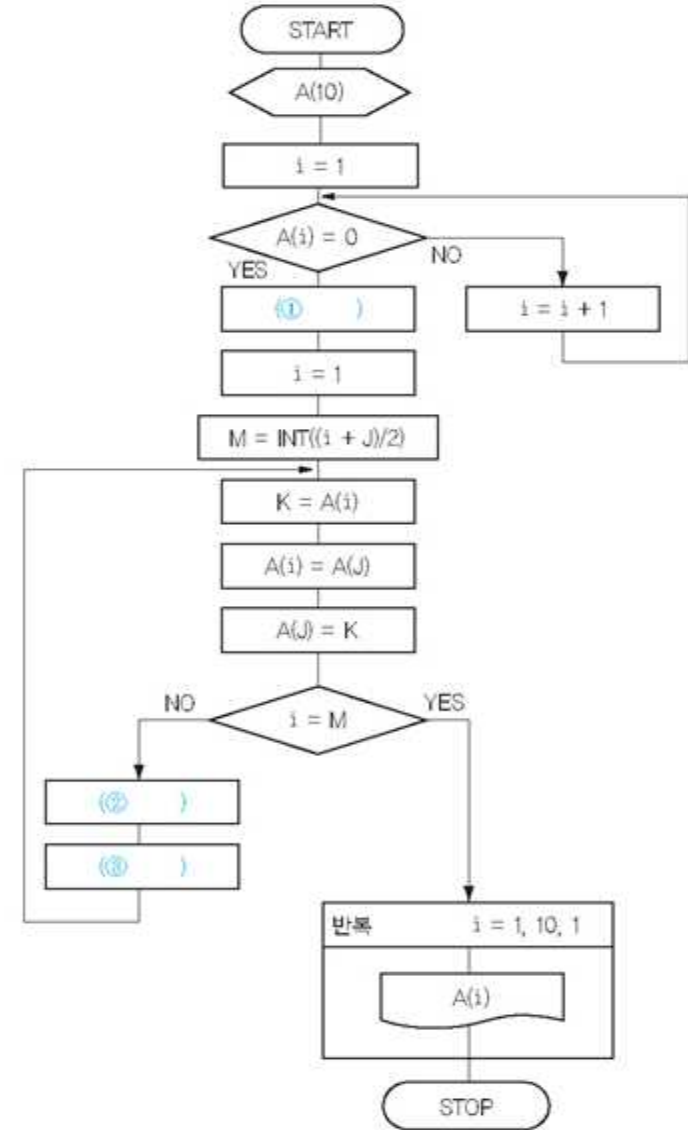 START
A(10)
i = 1
A(i) = 0
YES
NO
(① )
i = i + 1
i = 1
M = INT((i + J)/2)
K = A(i)
A(i) = A(J)
A(J) = K
NO
i = M
YES
(② )
(③ )
반복 i = 1, 10, 1
A(i)
STOP